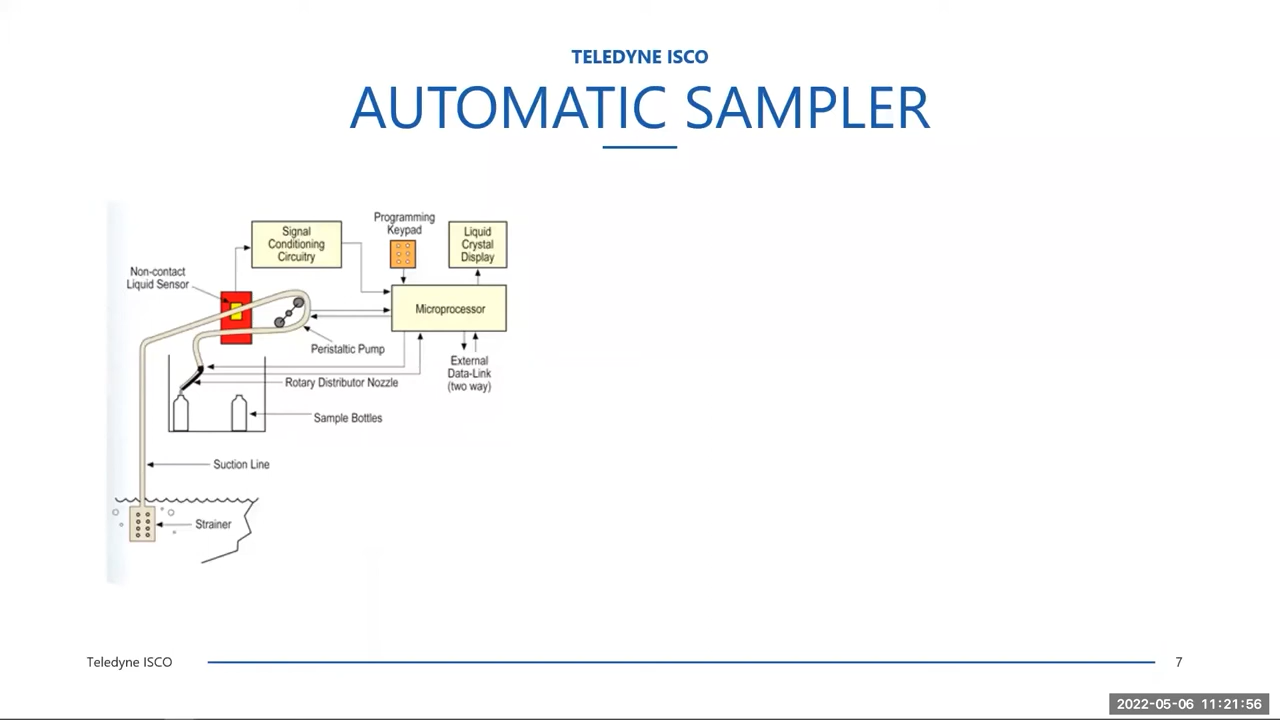 TELEDYNE ISCO
AUTOMATIC SAMPLER
Programming
Keypad
Signal
Conditioning
Circuitry
Liquid
Crystal
Display
Non-contact
Liquid Sensor
Microprocessor
Peristaltic Pump
External
Data-Link
(two way)
Rotary Distributor Nozzle
Sample Bottles
Suction Line
Strainer
Teledyne ISCO
7
2022-05-06 11:21:56